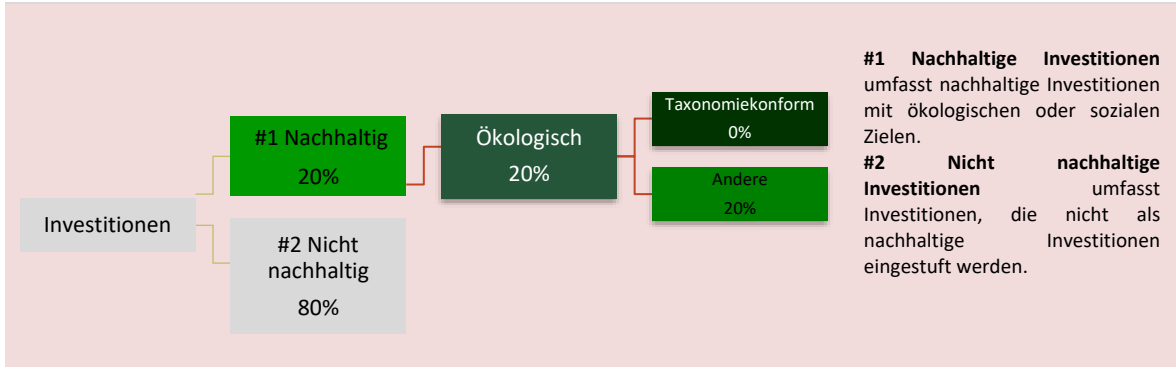 Investitionen
#1 Nachhaltig
20%
#2 Nicht
nachhaltig
80%
Ökologisch
20%
Taxonomiekonform
0%
Andere
20%
#1 Nachhaltige Investitionen
umfasst nachhaltige Investitionen
mit ökologischen oder sozialen
Zielen.
#2 Nicht nachhaltige
Investitionen umfasst
Investitionen, die nicht als
nachhaltige Investitionen
eingestuft werden.